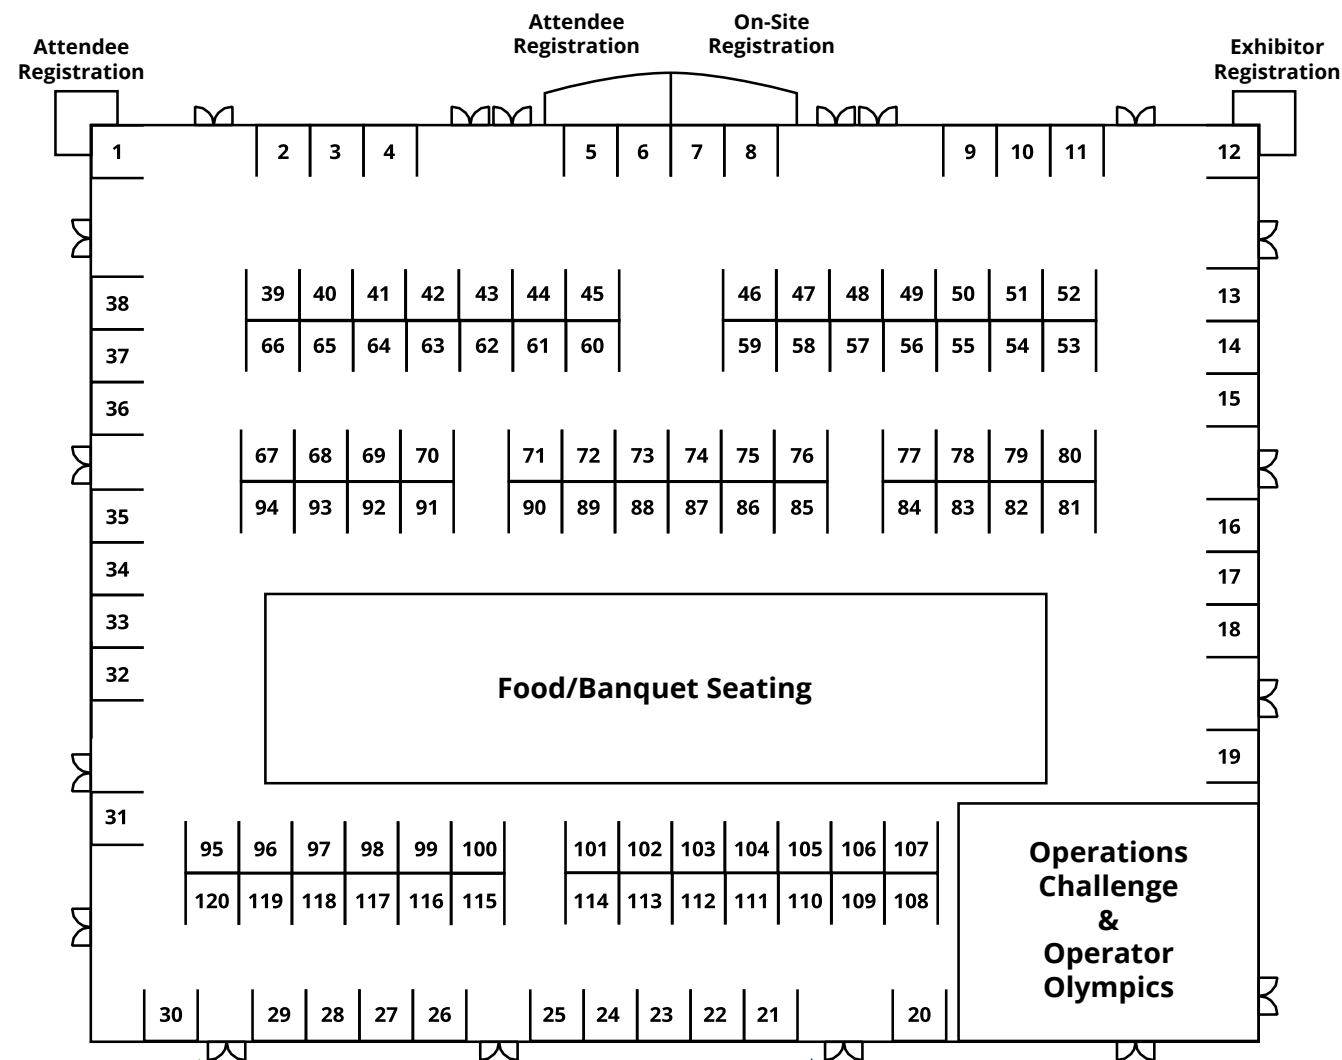 Attendee
Registration
On-Site
Registration
Attendee
Registration
Exhibitor
Registration
1 2 3 4 5 6 7 8 9 10 11 12
39 40 41 42 43 44 45 46 47 48 49 50 51 52 13
38
66 65 64 63 62 61 60 59 58 57 56 55 54 53 14
37
15
36
67 68 69 70 71 72 73 74 75 76 77 78 79 80
94 93 92 91 90 89 88 87 86 85 84 83 82 81
35 16
34 17
33 18
32
Food/Banquet Seating
19
31
95 96 97 98 99 100 101 102 103 104 105 106 107
120 119 118 117 116 115 114 113 112 111 110 109 108
Operations
Challenge
&
Operator
Olympics
30 29 28 27 26 25 24 23 22 21 20